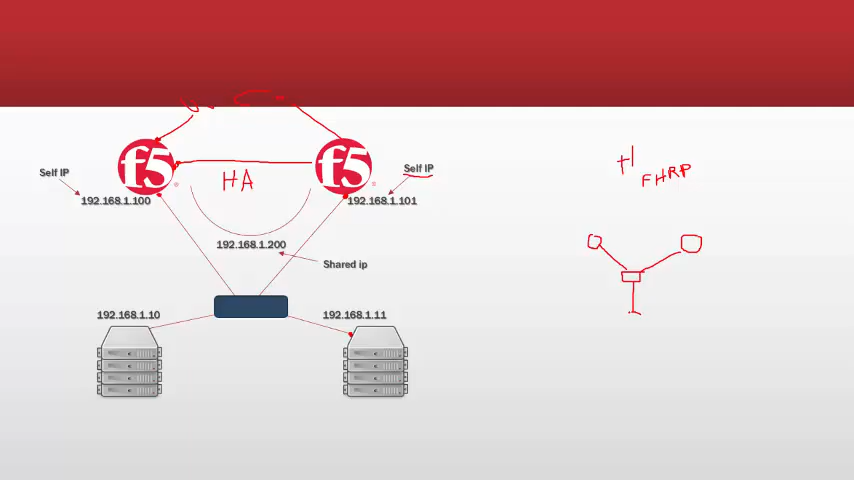 f5
f5
Self IP
Self IP
HA
FHRP
192.168.1.100
192.168.1.101
192.168.1.200
Shared ip
192.168.1.10
192.168.1.11